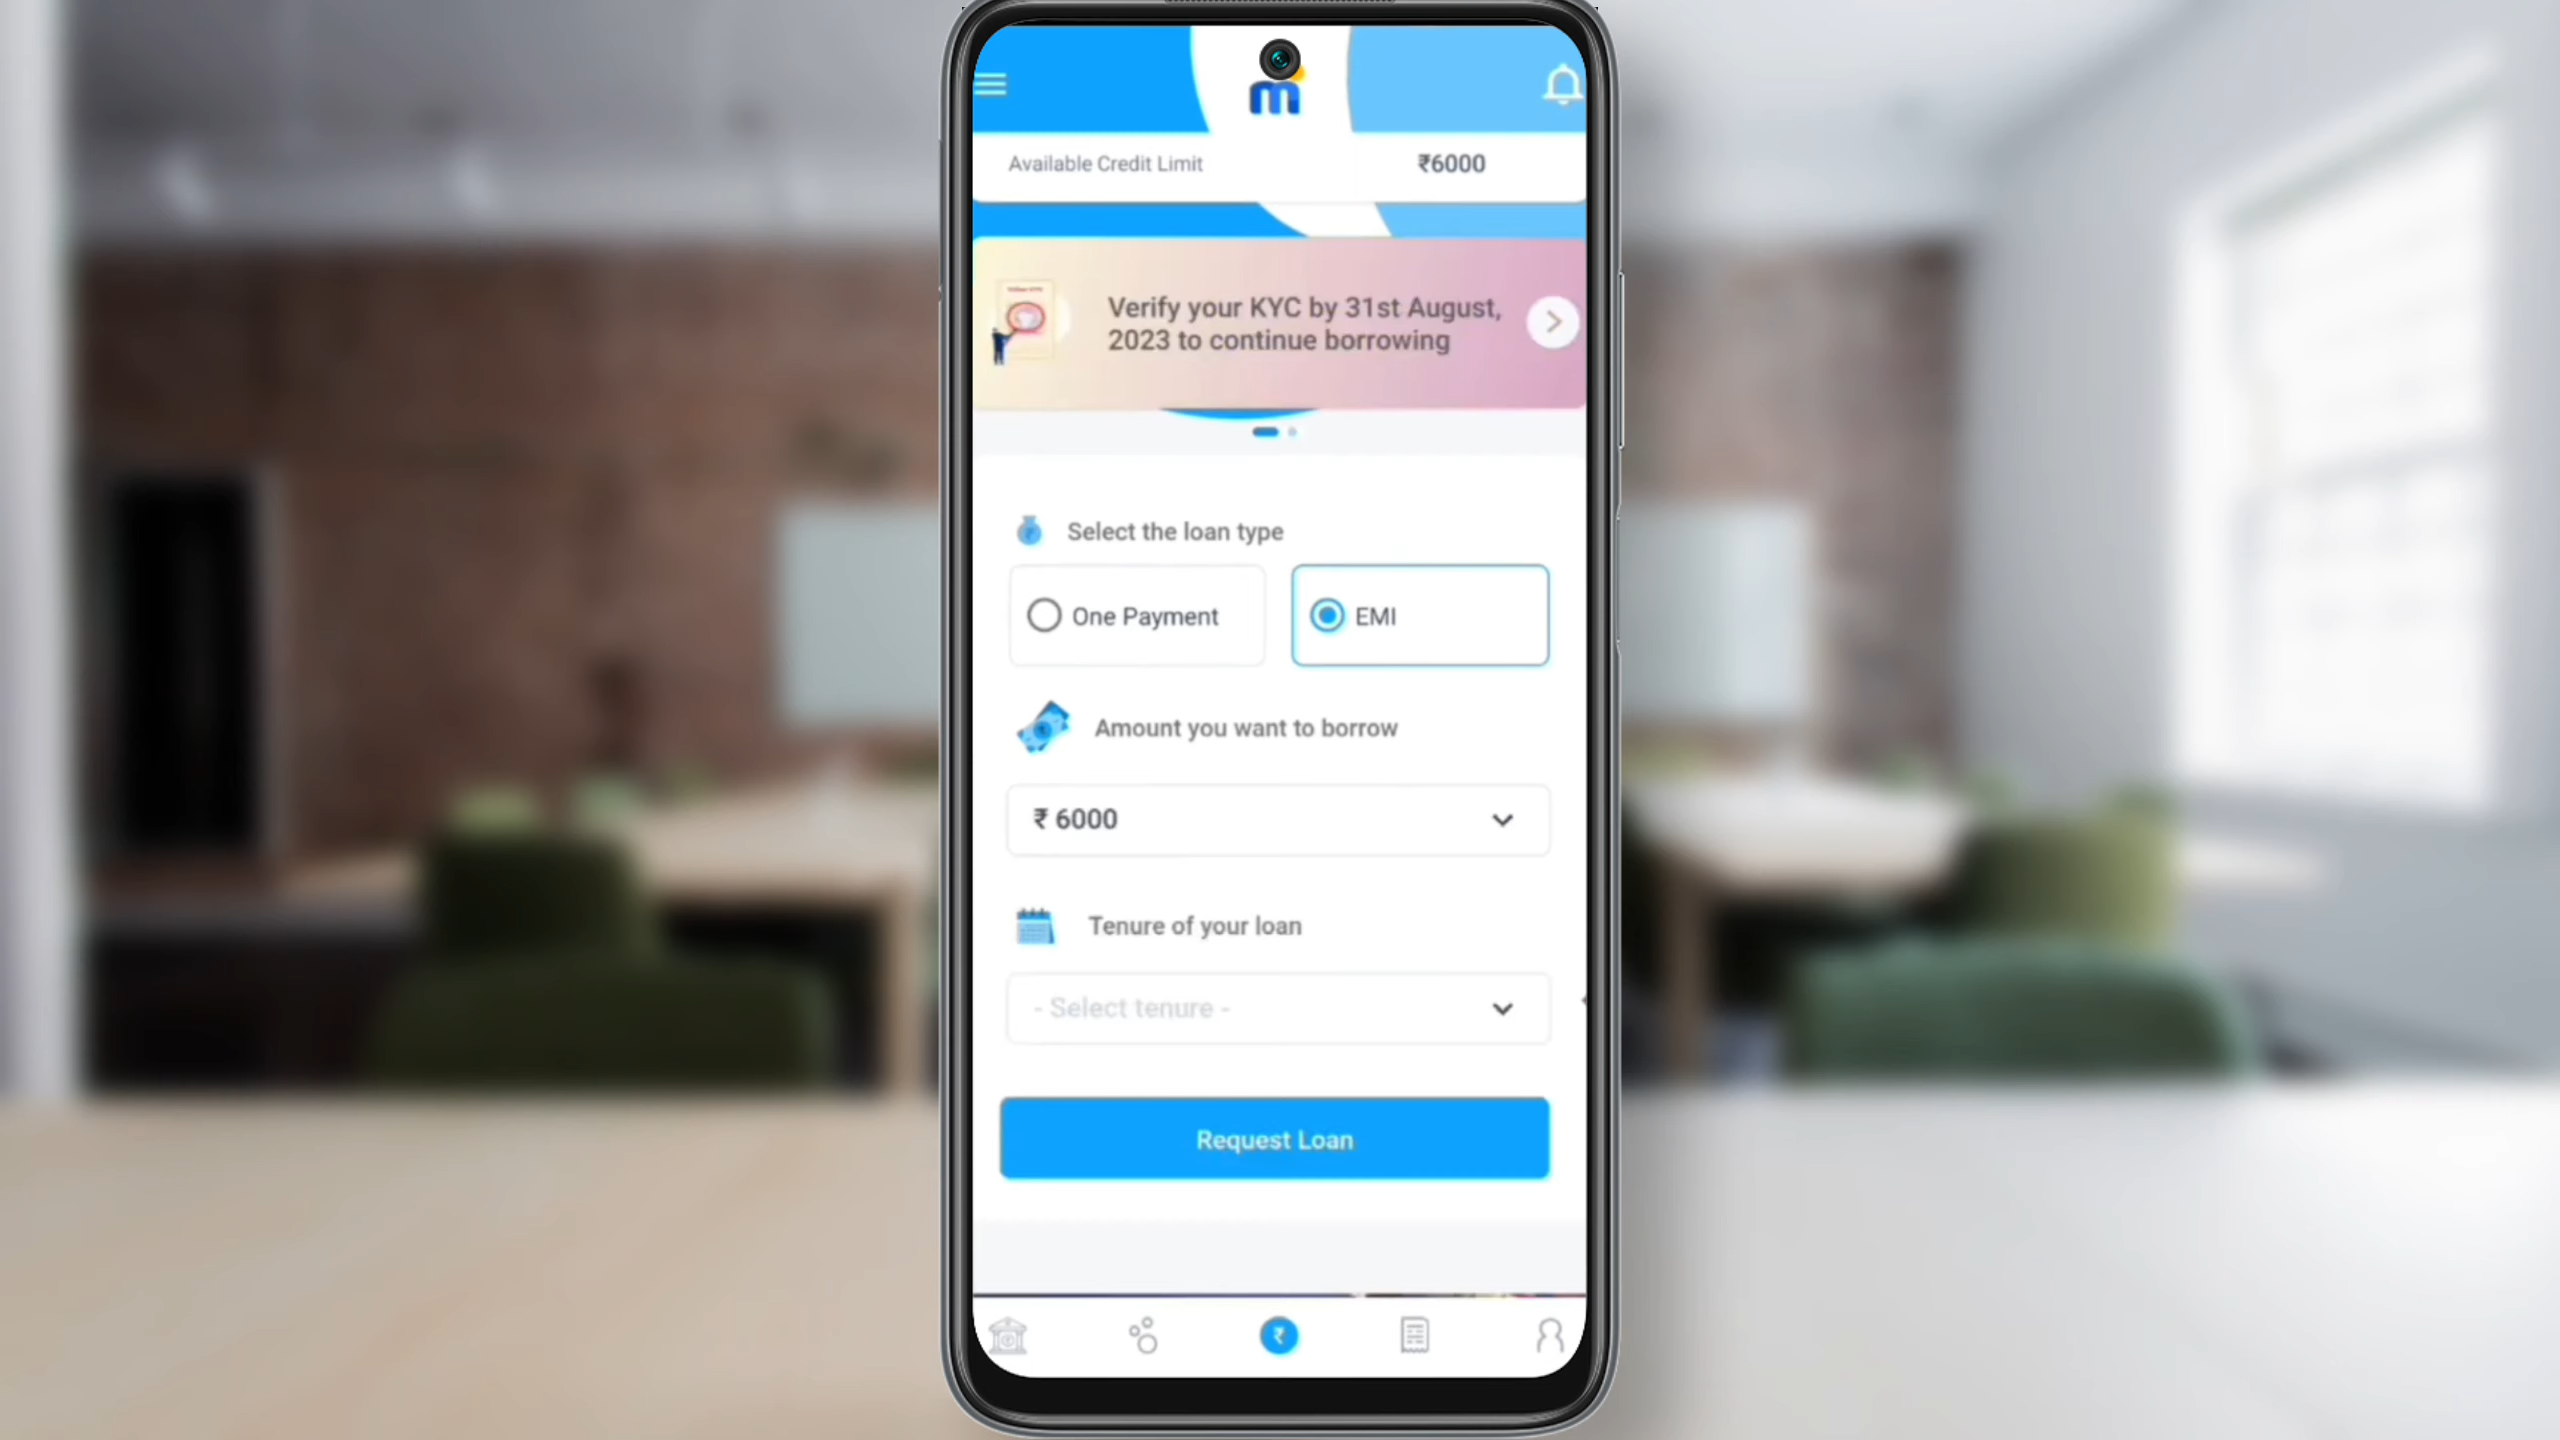 m
Available Credit Limit
₹6000
Verify your KYC by 31st August,
2023 to continue borrowing
Select the loan type
One Payment
EMI
Amount you want to borrow
₹ 6000
Tenure of your loan
- Select tenure -
Request Loan
₹